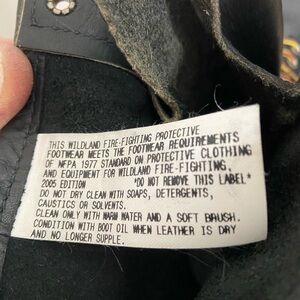 THIS WILDLAND FIRE-FIGHTING PROTECTIVE
FOOTWEAR MEETS THE FOOTWEAR REQUIREMENTS
OF NFPA 1977 STANDARD ON PROTECTIVE CLOTHING
AND EQUIPMENT FOR WILDLAND FIRE FIGHTING,
2005 EDITION *DO NOT REMOVE THIS LABEL*
DO NOT DRY CLEAN WITH SOAPS, DETERGENTS,
CAUSTICS OR SOLVENTS.
CLEAN ONLY WITH WARM WATER AND A SOFT BRUSH.
CONDITION WITH BOOT OIL WHEN LEATHER IS DRY
AND NO LONGER SUPPLE.